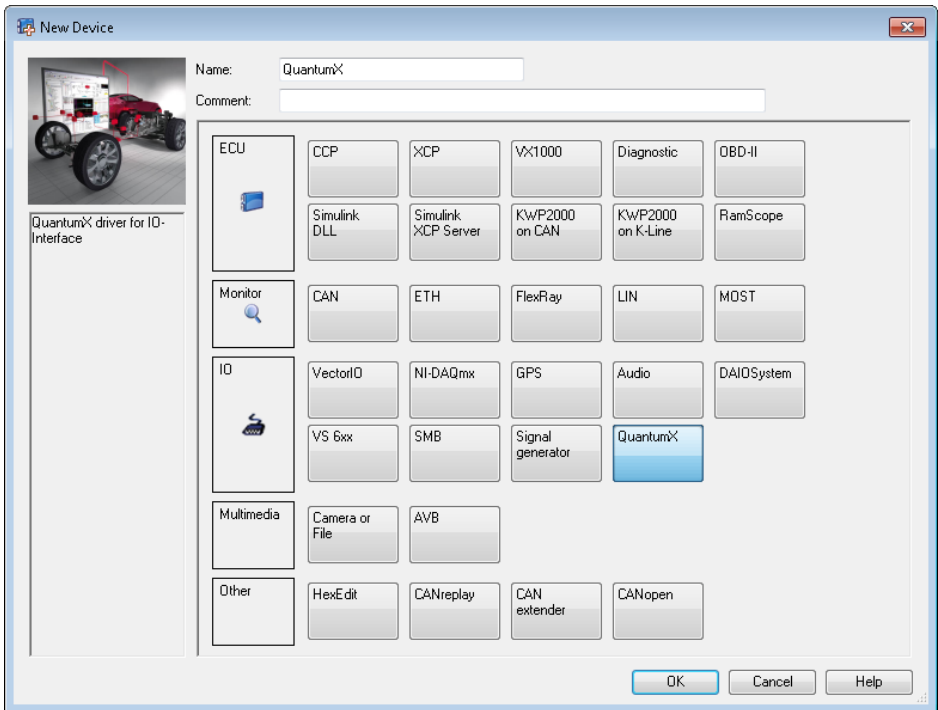 New Device
Name: QuantumX
Comment:
QuantumX driver for IO-
Interface
ECU
CCP
XCP
VX1000
Diagnostic
OBD-II
Simulink
DLL
Simulink
XCP Server
KWP2000
on CAN
KWP2000
on K-Line
RamScope
Monitor
CAN
ETH
FlexRay
LIN
MOST
IO
VectorIO
NI-DAQmx
GPS
Audio
DAIOSystem
VS 6xx
SMB
Signal
generator
QuantumX
Multimedia
Camera or
File
AVB
Other
HexEdit
CANreplay
CAN
extender
CANopen
OK
Cancel
Help